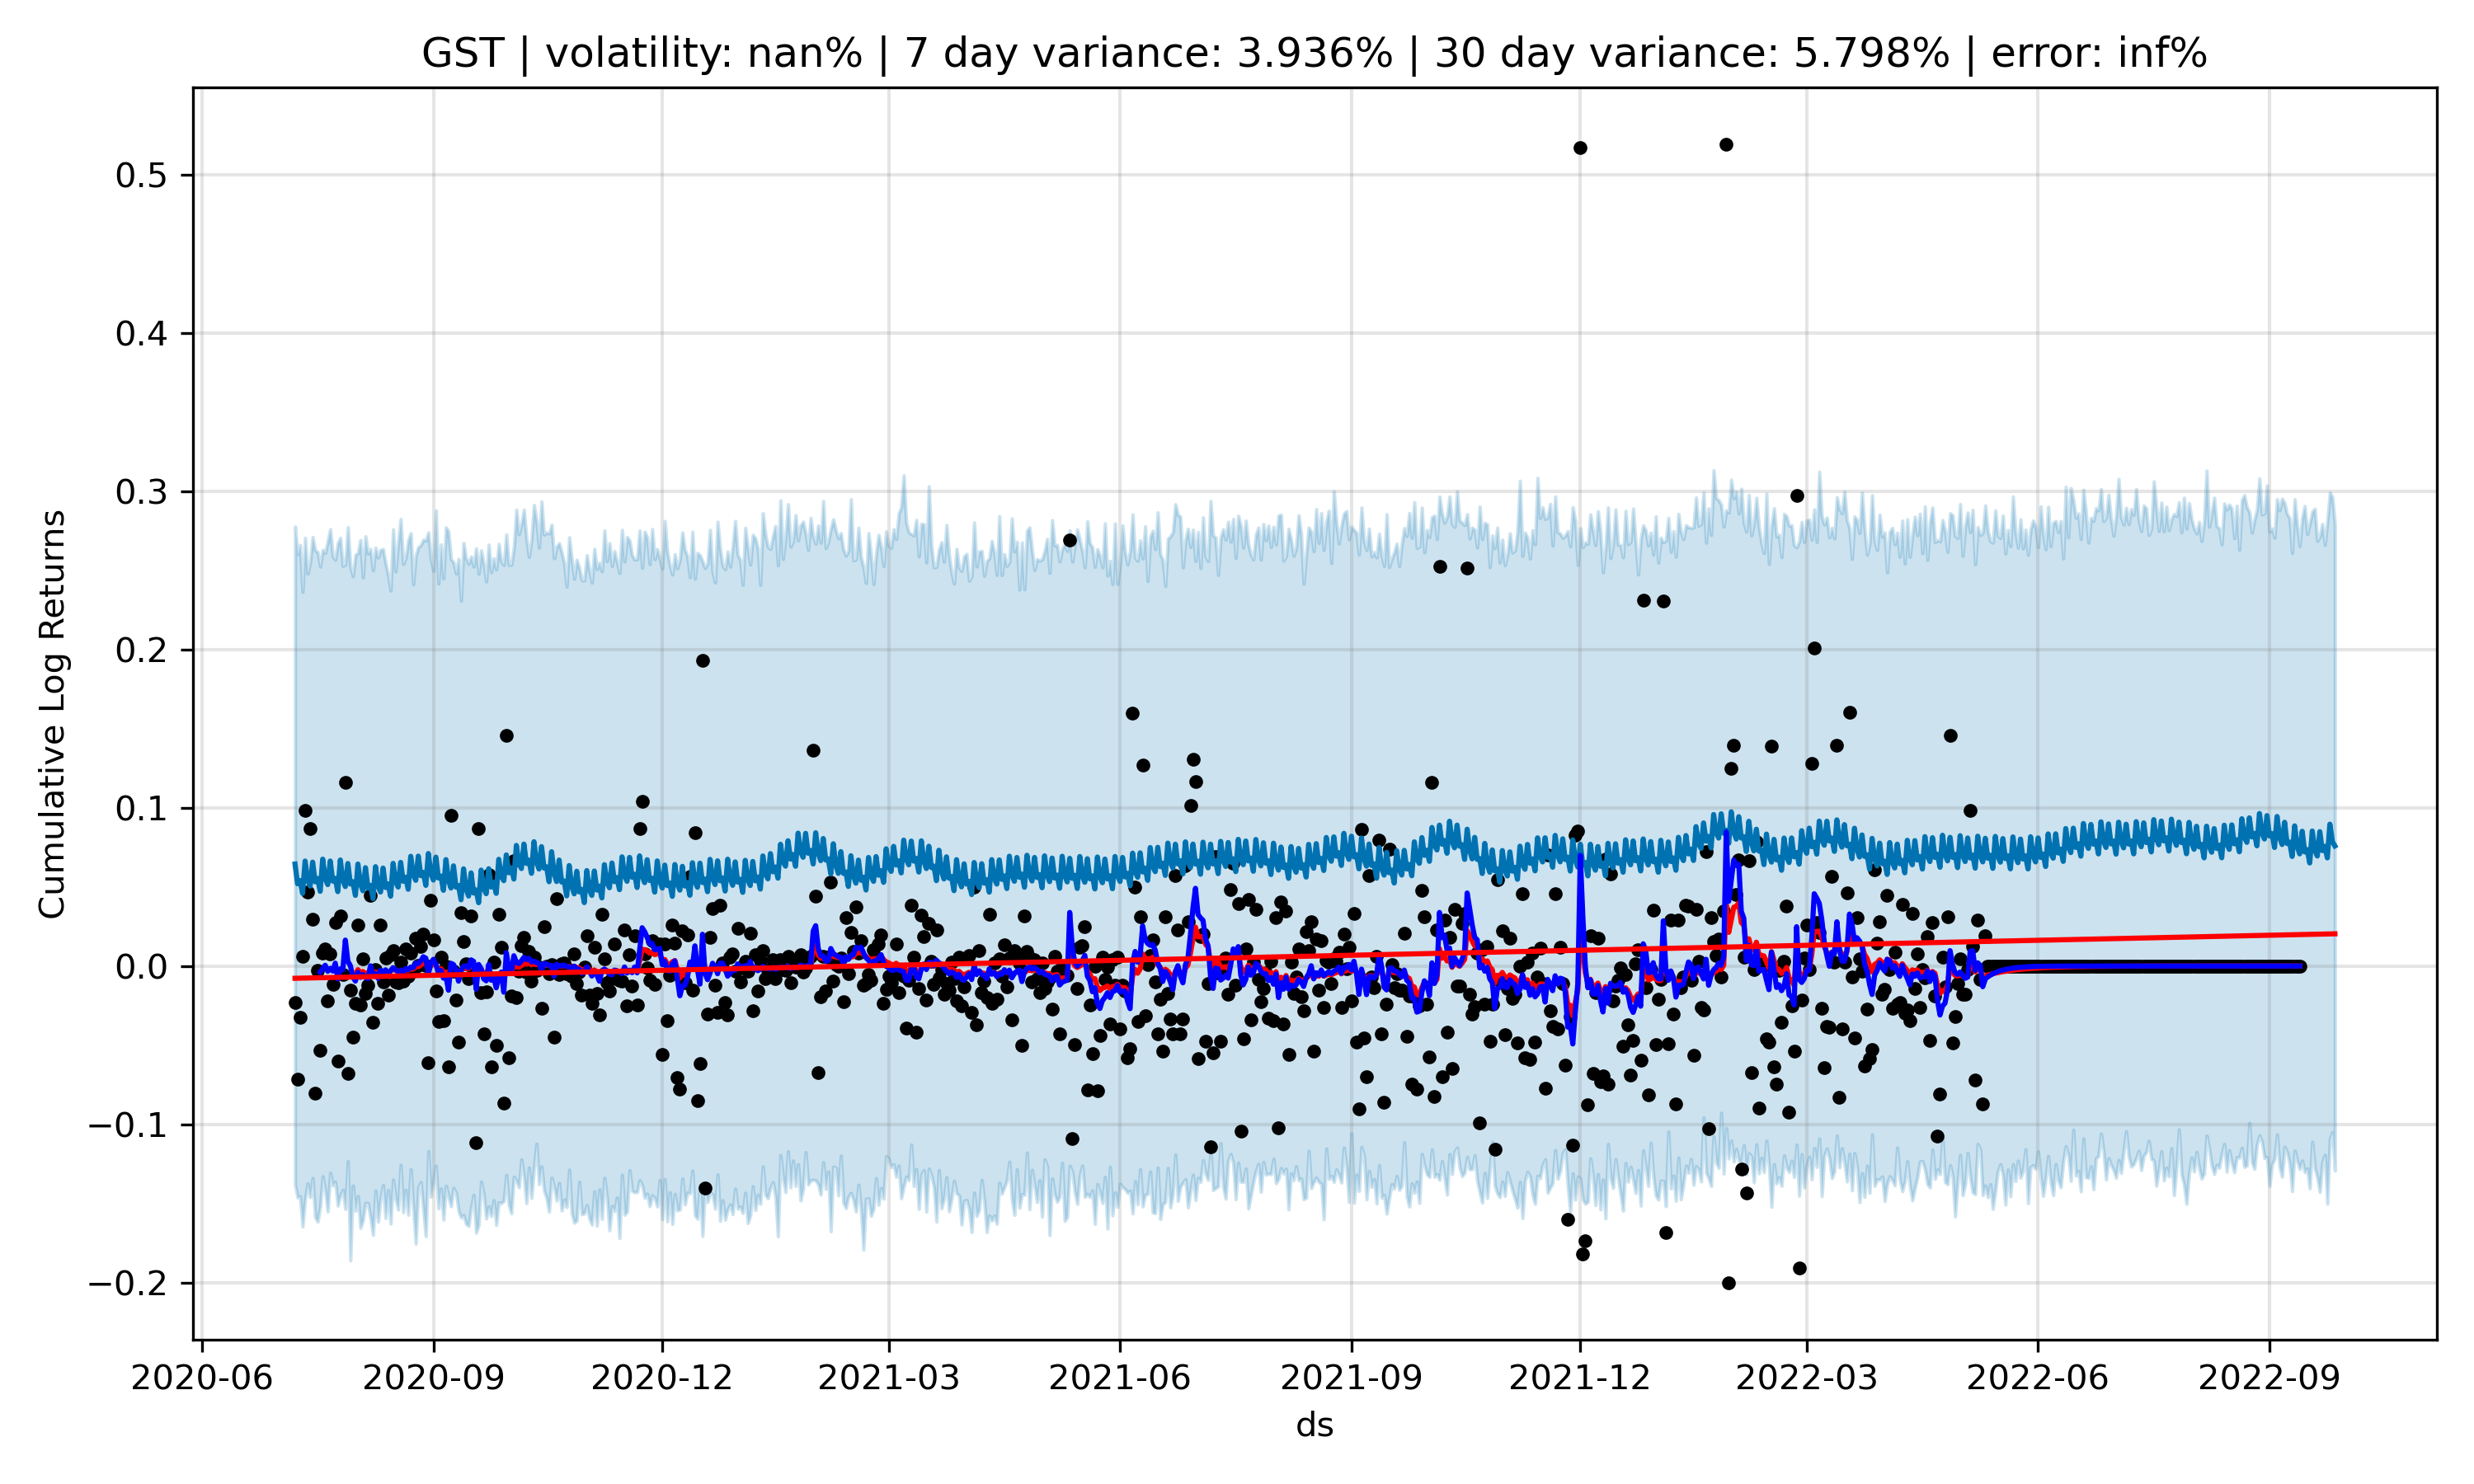 GST | volatility: nan% | 7 day variance: 3.936% | 30 day variance: 5.798% | error: inf%
0.5
0.4
0.3
0.2
0.1
0.0
−0.1
−0.2
Cumulative Log Returns
2020-06 2020-09 2020-12 2021-03 2021-06 2021-09 2021-12 2022-03 2022-06 2022-09
ds